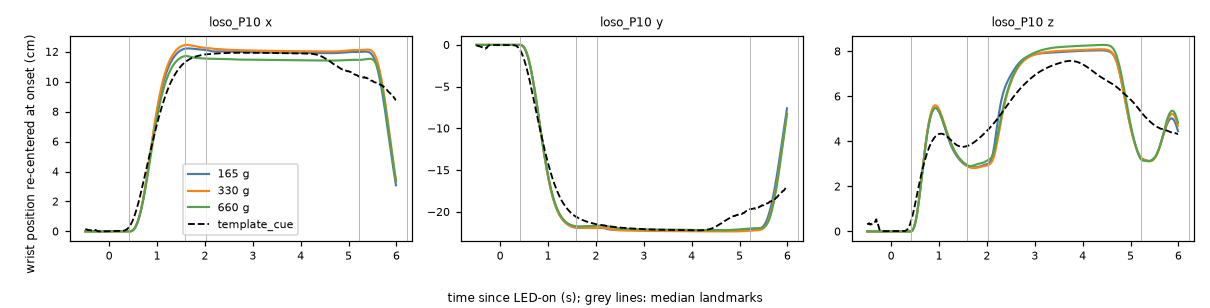 loso_P10 x
loso_P10 y
loso_P10 z
wrist position re-centered at onset (cm)
12
10
8
6
4
2
0
0
−5
−10
−15
−20
8
6
4
2
0
165 g
330 g
660 g
template_cue
0 1 2 3 4 5 6
0 1 2 3 4 5 6
0 1 2 3 4 5 6
time since LED-on (s); grey lines: median landmarks